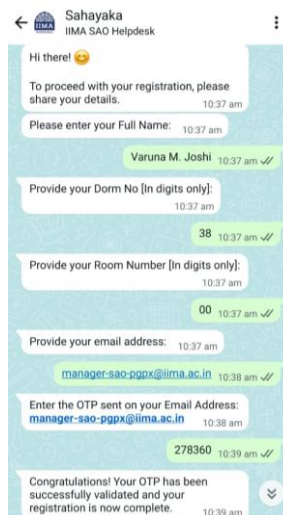 Sahayaka
IIMA SAO Helpdesk
IIMA
Hi there! 😊
To proceed with your registration, please
share your details.
10:37 am
Please enter your Full Name:
10:37 am
Varuna M. Joshi
10:37 am
Provide your Dorm No [In digits only]:
10:37 am
38
10:37 am
Provide your Room Number [In digits only]:
10:37 am
00
10:37 am
Provide your email address:
10:37 am
manager-sao-pgpx@iima.ac.in
10:38 am
Enter the OTP sent on your Email Address:
manager-sao-pgpx@iima.ac.in
10:38 am
278360
10:39 am
Congratulations! Your OTP has been
successfully validated and your
registration is now complete.
10:39 am